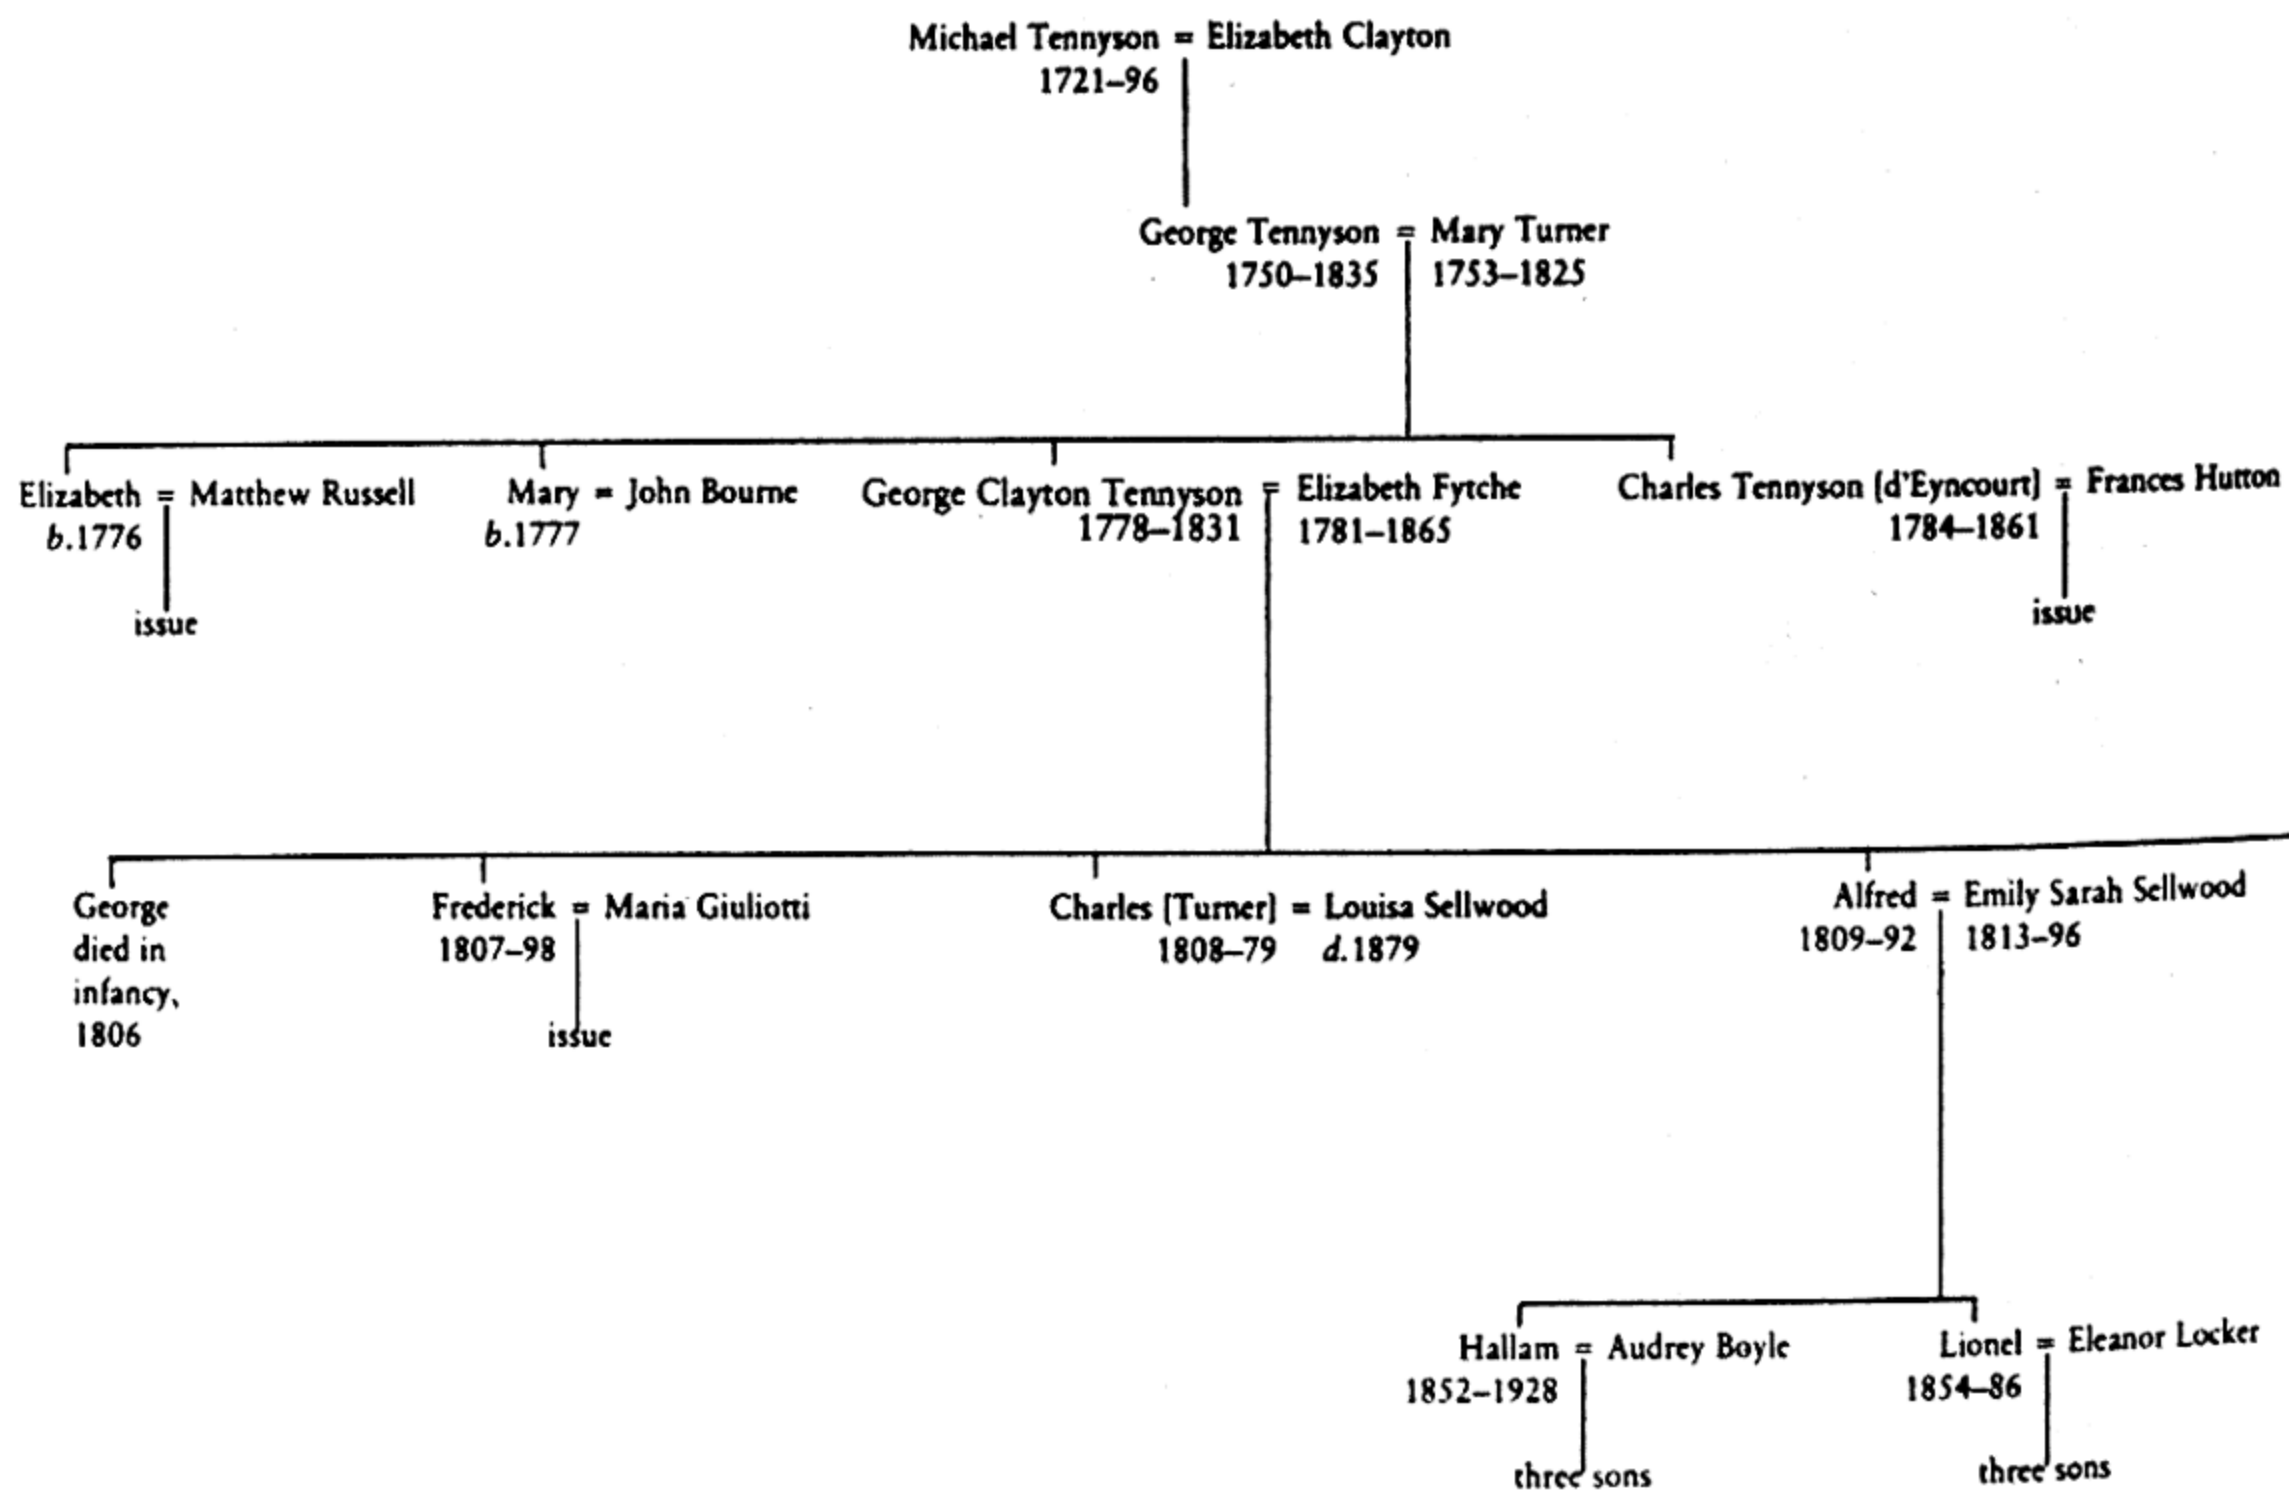 Michael Tennyson = Elizabeth Clayton
1721–96
George Tennyson = Mary Turner
1750–1835 1753–1825
Elizabeth = Matthew Russell Mary = John Bourne George Clayton Tennyson = Elizabeth Fytche Charles Tennyson (d'Eyncourt) = Frances Hutton
b.1776 b.1777 1778–1831 1781–1865 1784–1861
issue issue
George Frederick = Maria Giuliotti Charles (Turner) = Louisa Sellwood Alfred = Emily Sarah Sellwood
died in 1807–98 1808–79 d.1879 1809–92 1813–96
infancy,
1806 issue
Hallam = Audrey Boyle Lionel = Eleanor Locker
1852–1928 1854–86
three sons three sons